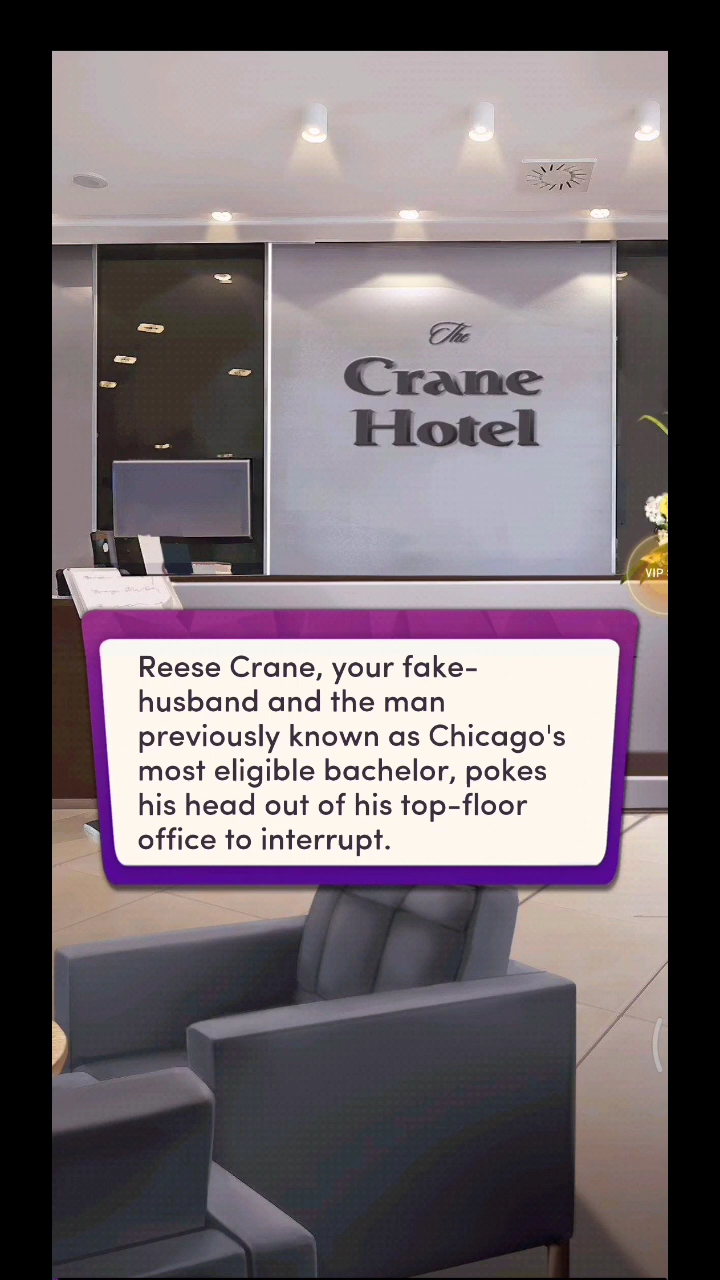 The
Crane
Hotel
VIP
Reese Crane, your fake-
husband and the man
previously known as Chicago's
most eligible bachelor, pokes
his head out of his top-floor
office to interrupt.